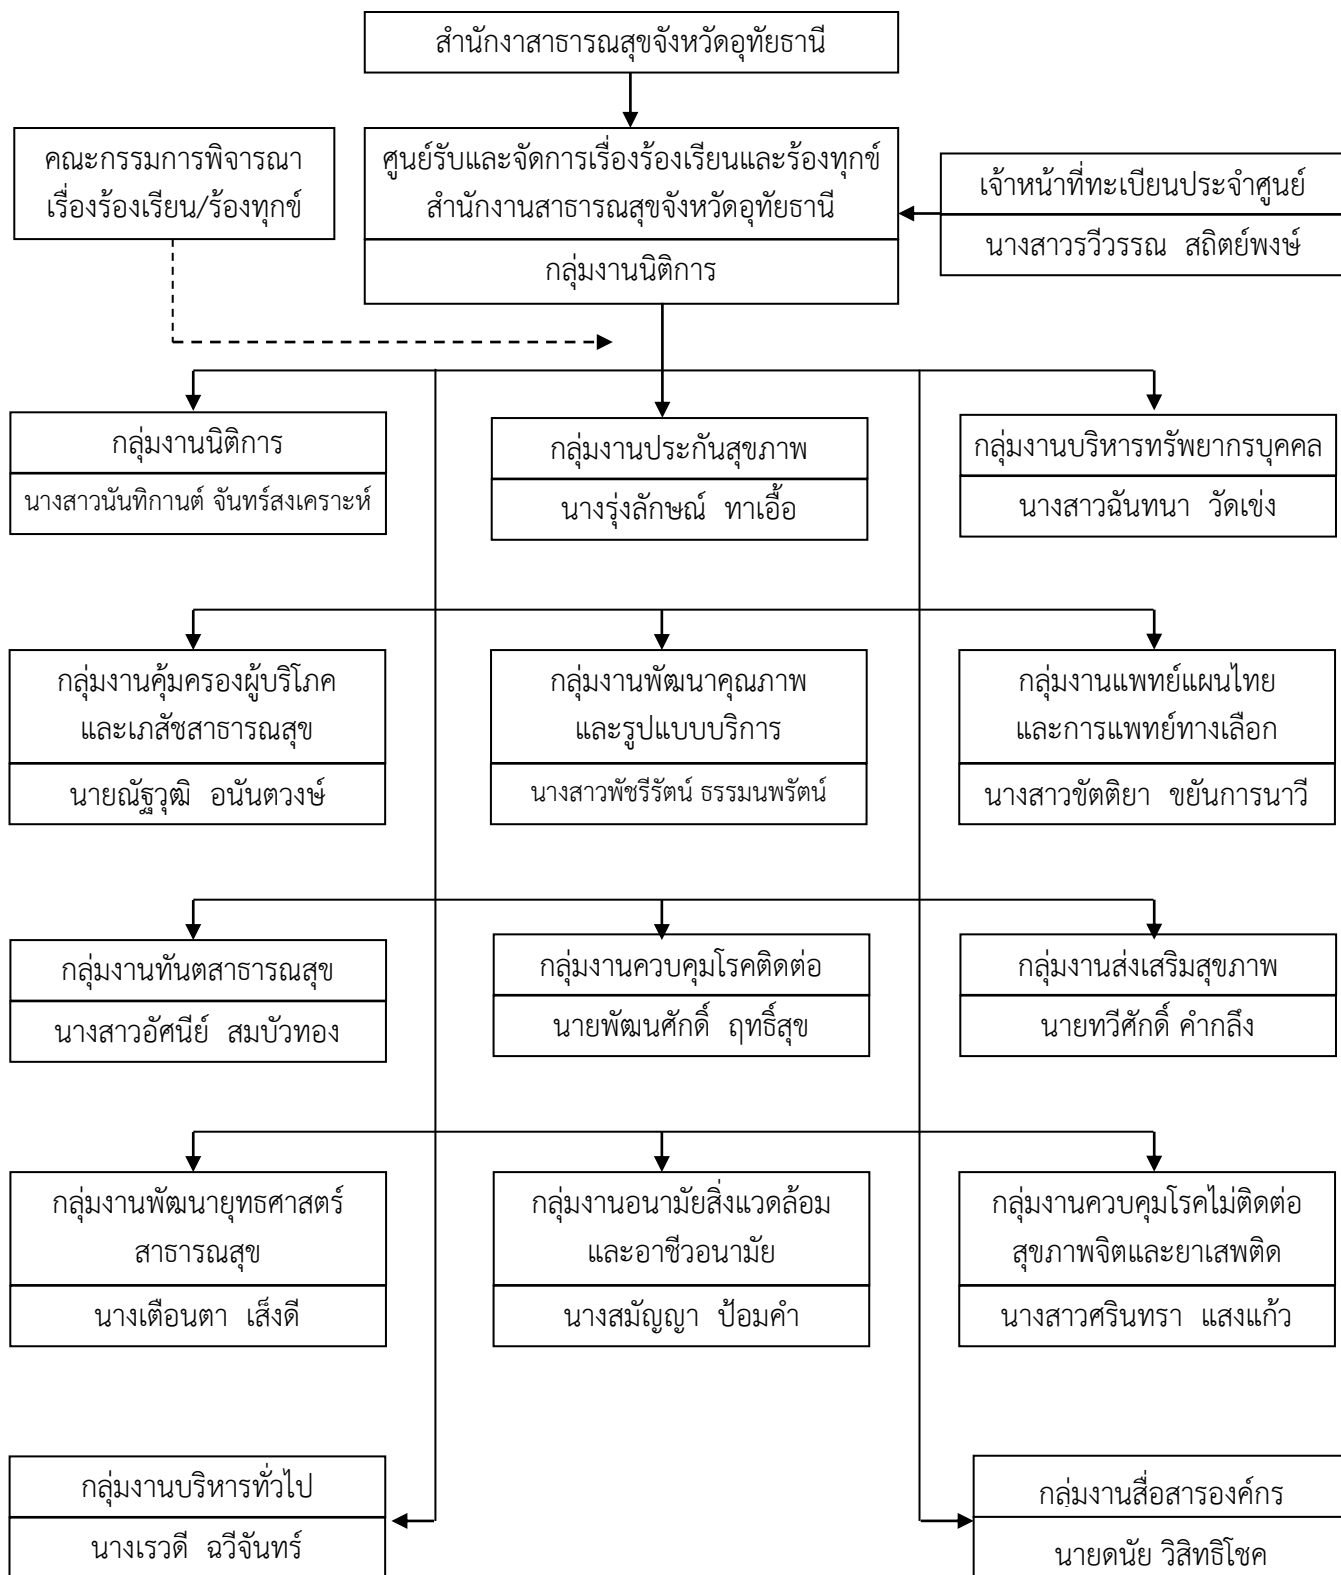 สำนักงาสาธารณสุขจังหวัดอุทัยธานี
คณะกรรมการพิจารณา
เรื่องร้องเรียน/ร้องทุกข์
ศูนย์รับและจัดการเรื่องร้องเรียนและร้องทุกข์
สำนักงานสาธารณสุขจังหวัดอุทัยธานี
กลุ่มงานนิติการ
เจ้าหน้าที่ทะเบียนประจำศูนย์
นางสาวรวีวรรณ สถิตย์พงษ์
กลุ่มงานนิติการ
นางสาวนันทิกานต์ จันทร์สงเคราะห์
กลุ่มงานประกันสุขภาพ
นางรุ่งลักษณ์ ทาเอื้อ
กลุ่มงานบริหารทรัพยากรบุคคล
นางสาวฉันทนา วัดเข่ง
กลุ่มงานคุ้มครองผู้บริโภค
และเภสัชสาธารณสุข
นายณัฐวุฒิ อนันตวงษ์
กลุ่มงานพัฒนาคุณภาพ
และรูปแบบบริการ
นางสาวพัชรีรัตน์ ธรรมนพรัตน์
กลุ่มงานแพทย์แผนไทย
และการแพทย์ทางเลือก
นางสาวขัตติยา ขยันการนาวี
กลุ่มงานทันตสาธารณสุข
นางสาวอัศนีย์ สมบัวทอง
กลุ่มงานควบคุมโรคติดต่อ
นายพัฒนศักดิ์ ฤทธิ์สุข
กลุ่มงานส่งเสริมสุขภาพ
นายทวีศักดิ์ คำกลึง
กลุ่มงานพัฒนายุทธศาสตร์
สาธารณสุข
นางเตือนตา เส็งดี
กลุ่มงานอนามัยสิ่งแวดล้อม
และอาชีวอนามัย
นางสมัญญา ป้อมคำ
กลุ่มงานควบคุมโรคไม่ติดต่อ
สุขภาพจิตและยาเสพติด
นางสาวศรินทรา แสงแก้ว
กลุ่มงานบริหารทั่วไป
นางเรวดี ฉวีจันทร์
กลุ่มงานสื่อสารองค์กร
นายดนัย วิสิทธิโชค